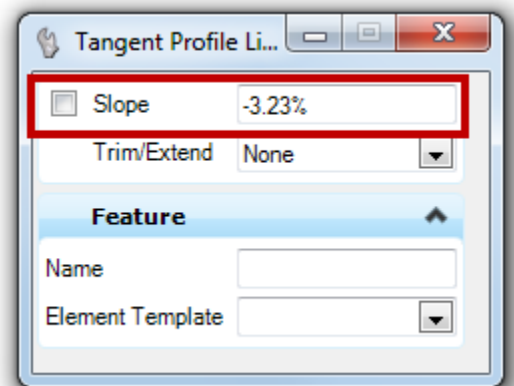 Tangent Profile Li...
Slope -3.23%
Trim/Extend None
Feature
Name
Element Template